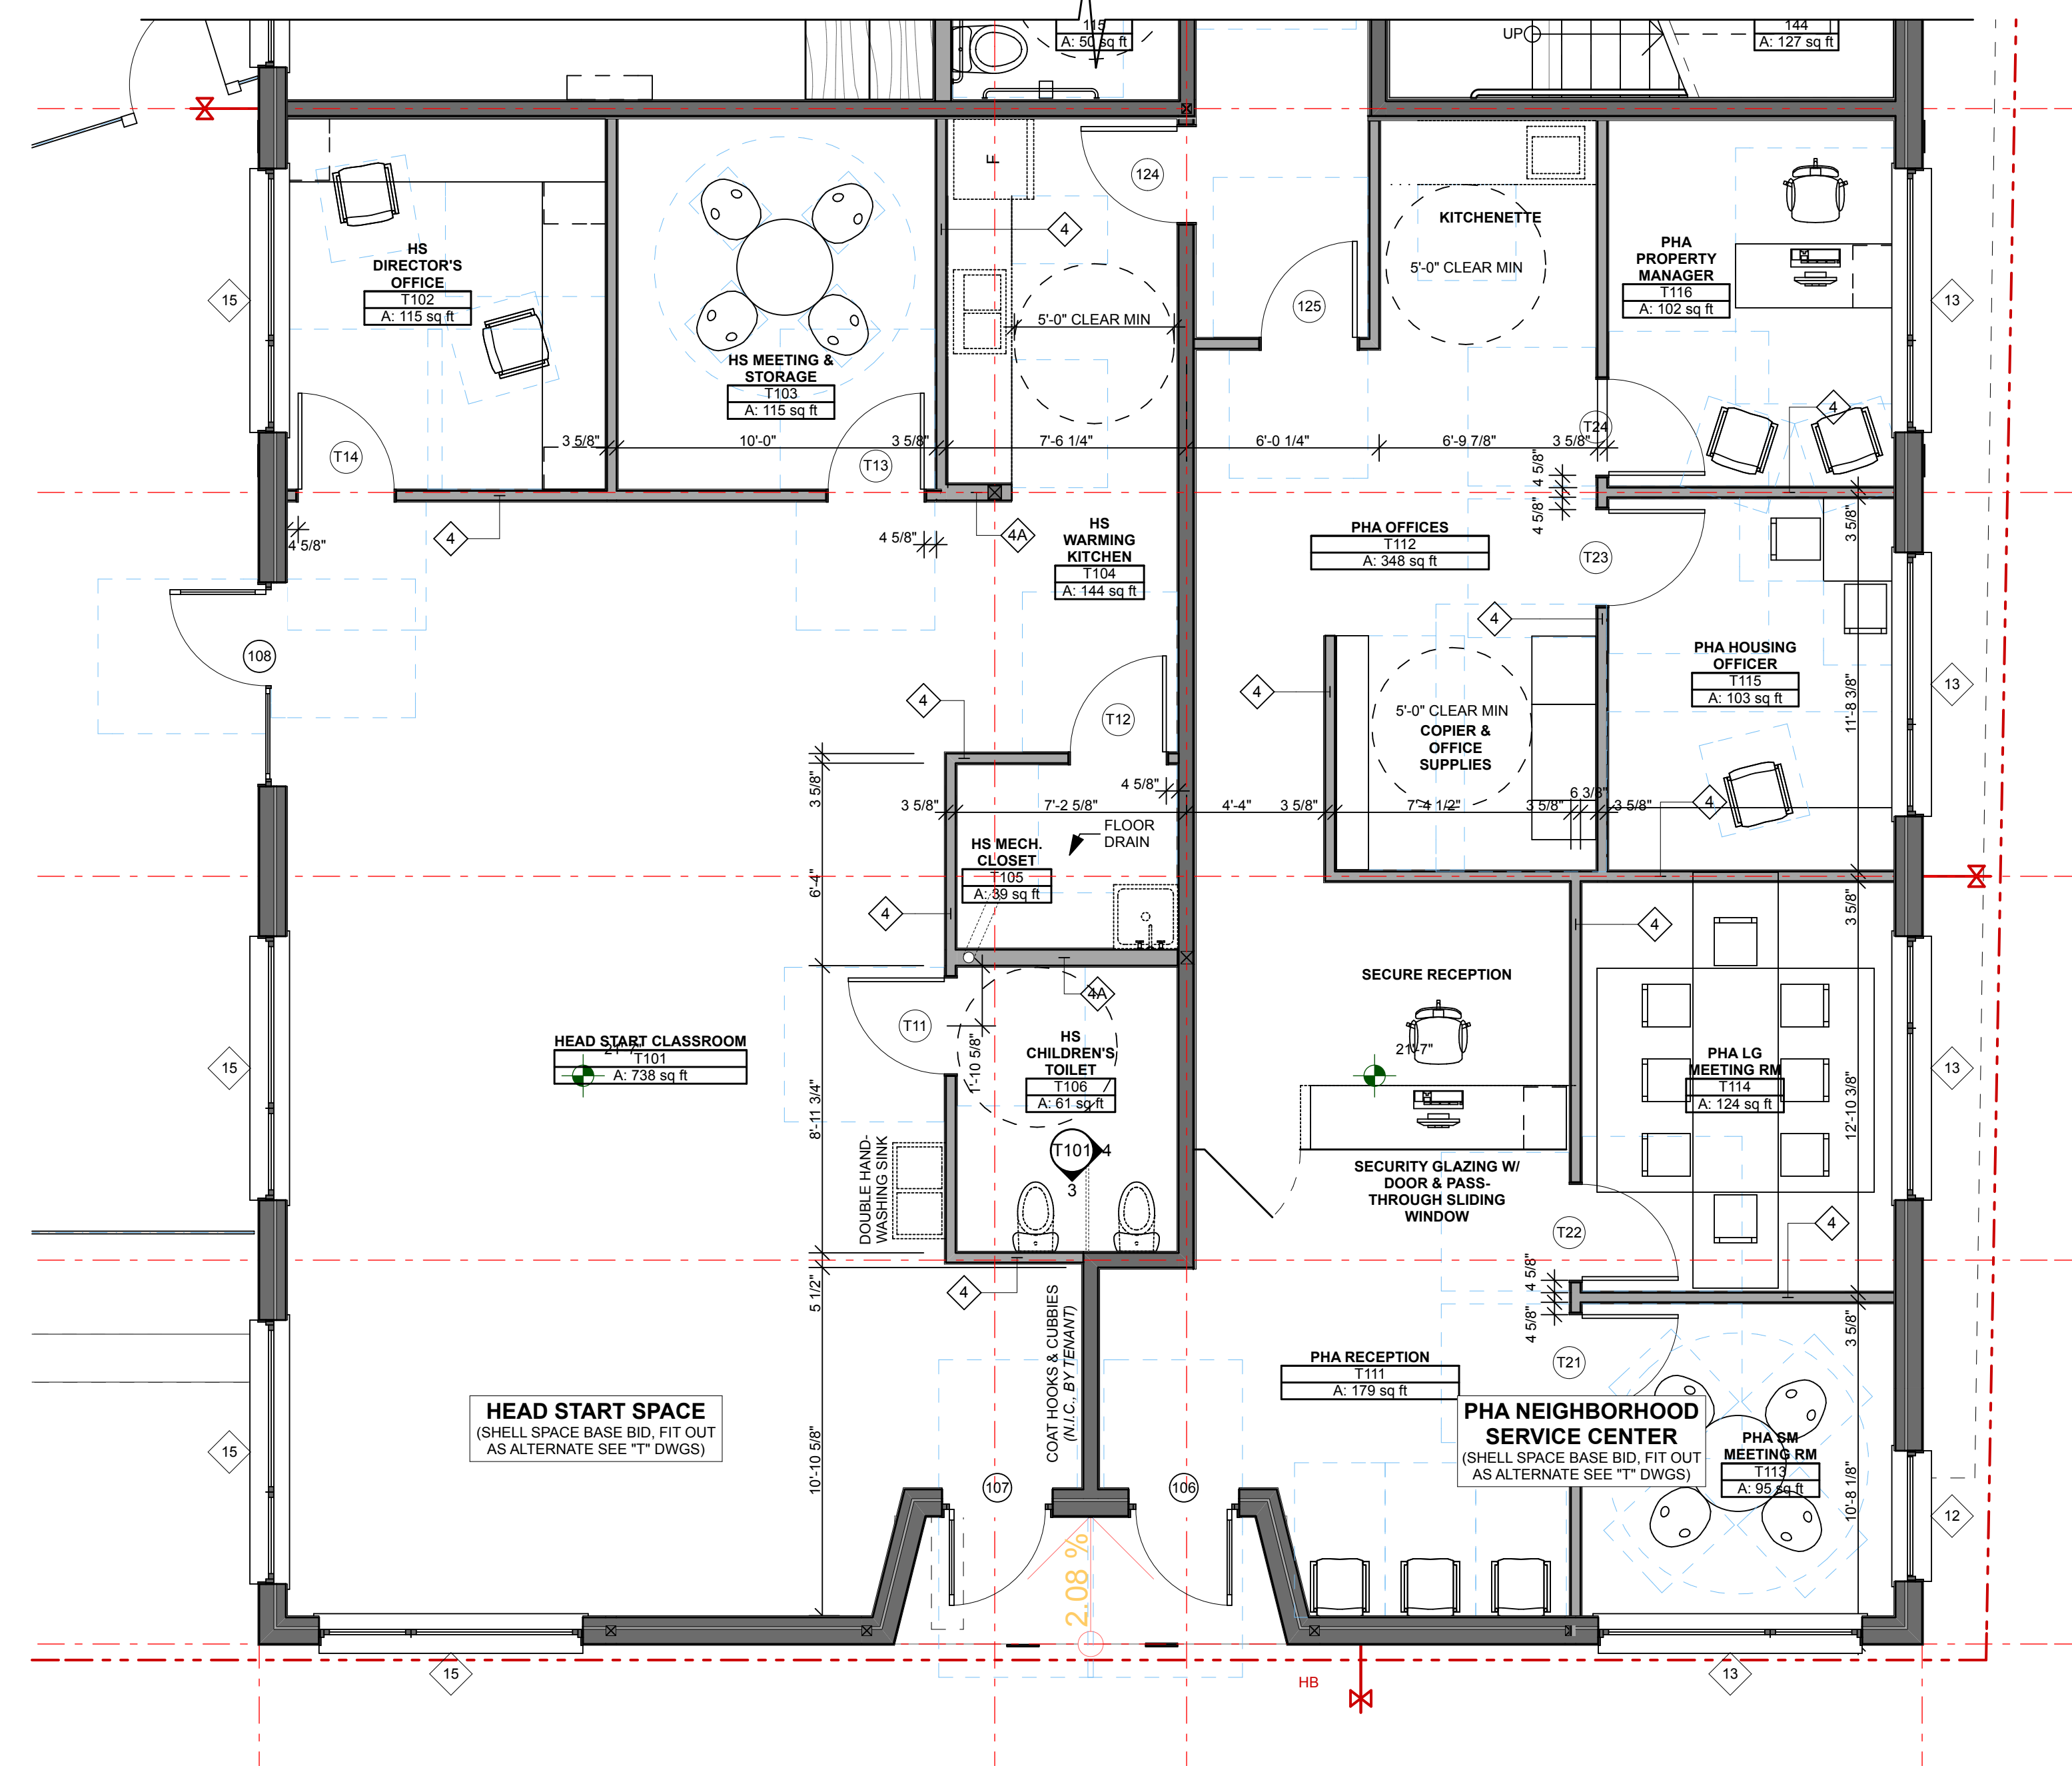 115
A: 50 sq ft
UP
144
A: 127 sq ft
F
124
KITCHENETTE
5'-0" CLEAR MIN
4
HS
DIRECTOR'S
OFFICE
T102
A: 115 sq ft
PHA
PROPERTY
MANAGER
T116
A: 102 sq ft
15
125
13
5'-0" CLEAR MIN
HS MEETING &
STORAGE
T103
A: 115 sq ft
4
T24
3 5/8"
10'-0"
3 5/8"
7'-6 1/4"
6'-0 1/4"
6'-9 7/8"
3 5/8"
T14
T13
4 5/8"
4 5/8"
4 5/8"
4
4 5/8"
4A
HS
WARMING
KITCHEN
T104
A: 144 sq ft
PHA OFFICES
T112
A: 348 sq ft
T23
3 5/8"
4
108
PHA HOUSING
OFFICER
T115
A: 103 sq ft
13
4
4
T12
5'-0" CLEAR MIN
COPIER &
OFFICE
SUPPLIES
11'-8 3/8"
3 5/8"
4 5/8"
6 3/8"
4
3 5/8"
7'-2 5/8"
4'-4"
3 5/8"
7'-4 1/2"
3 5/8"
3 5/8"
FLOOR
DRAIN
HS MECH.
CLOSET
T105
A: 39 sq ft
6'-4"
4
4
3 5/8"
SECURE RECEPTION
4A
T11
HEAD START CLASSROOM
21'-7"
T101
A: 738 sq ft
15
1'-10 5/8"
HS
CHILDREN'S
TOILET
T106
A: 61 sq ft
21'-7"
PHA LG
MEETING RM
T114
A: 124 sq ft
13
8'-11 3/4"
12'-10 3/8"
DOUBLE HAND-
WASHING SINK
T101
4
3
SECURITY GLAZING W/
DOOR & PASS-
THROUGH SLIDING
WINDOW
T22
4
4
5 1/2"
4 5/8"
4 5/8"
3 5/8"
COAT HOOKS & CUBBIES
(N.I.C., BY TENANT)
PHA RECEPTION
T111
A: 179 sq ft
T21
HEAD START SPACE
(SHELL SPACE BASE BID, FIT OUT
AS ALTERNATE SEE "T" DWGS)
PHA NEIGHBORHOOD
SERVICE CENTER
(SHELL SPACE BASE BID, FIT OUT
AS ALTERNATE SEE "T" DWGS)
PHA SM
MEETING RM
T113
A: 95 sq ft
15
10'-10 5/8"
107
106
10'-8 1/8"
12
2.08 %
15
HB
13